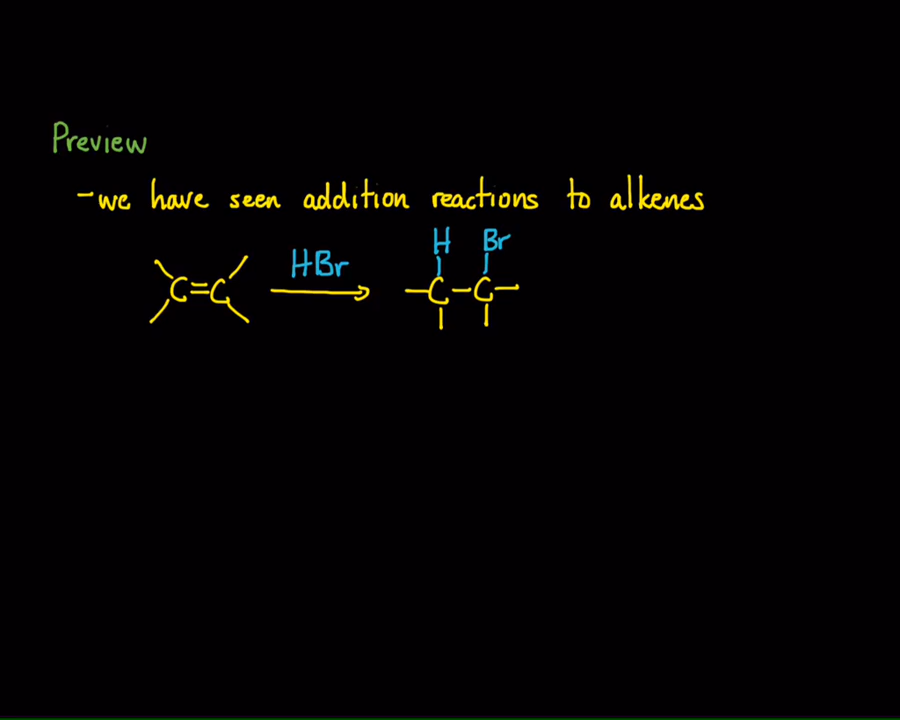 Preview
-we have seen addition reactions to alkenes
HBr
H Br
C=C
-C-C-